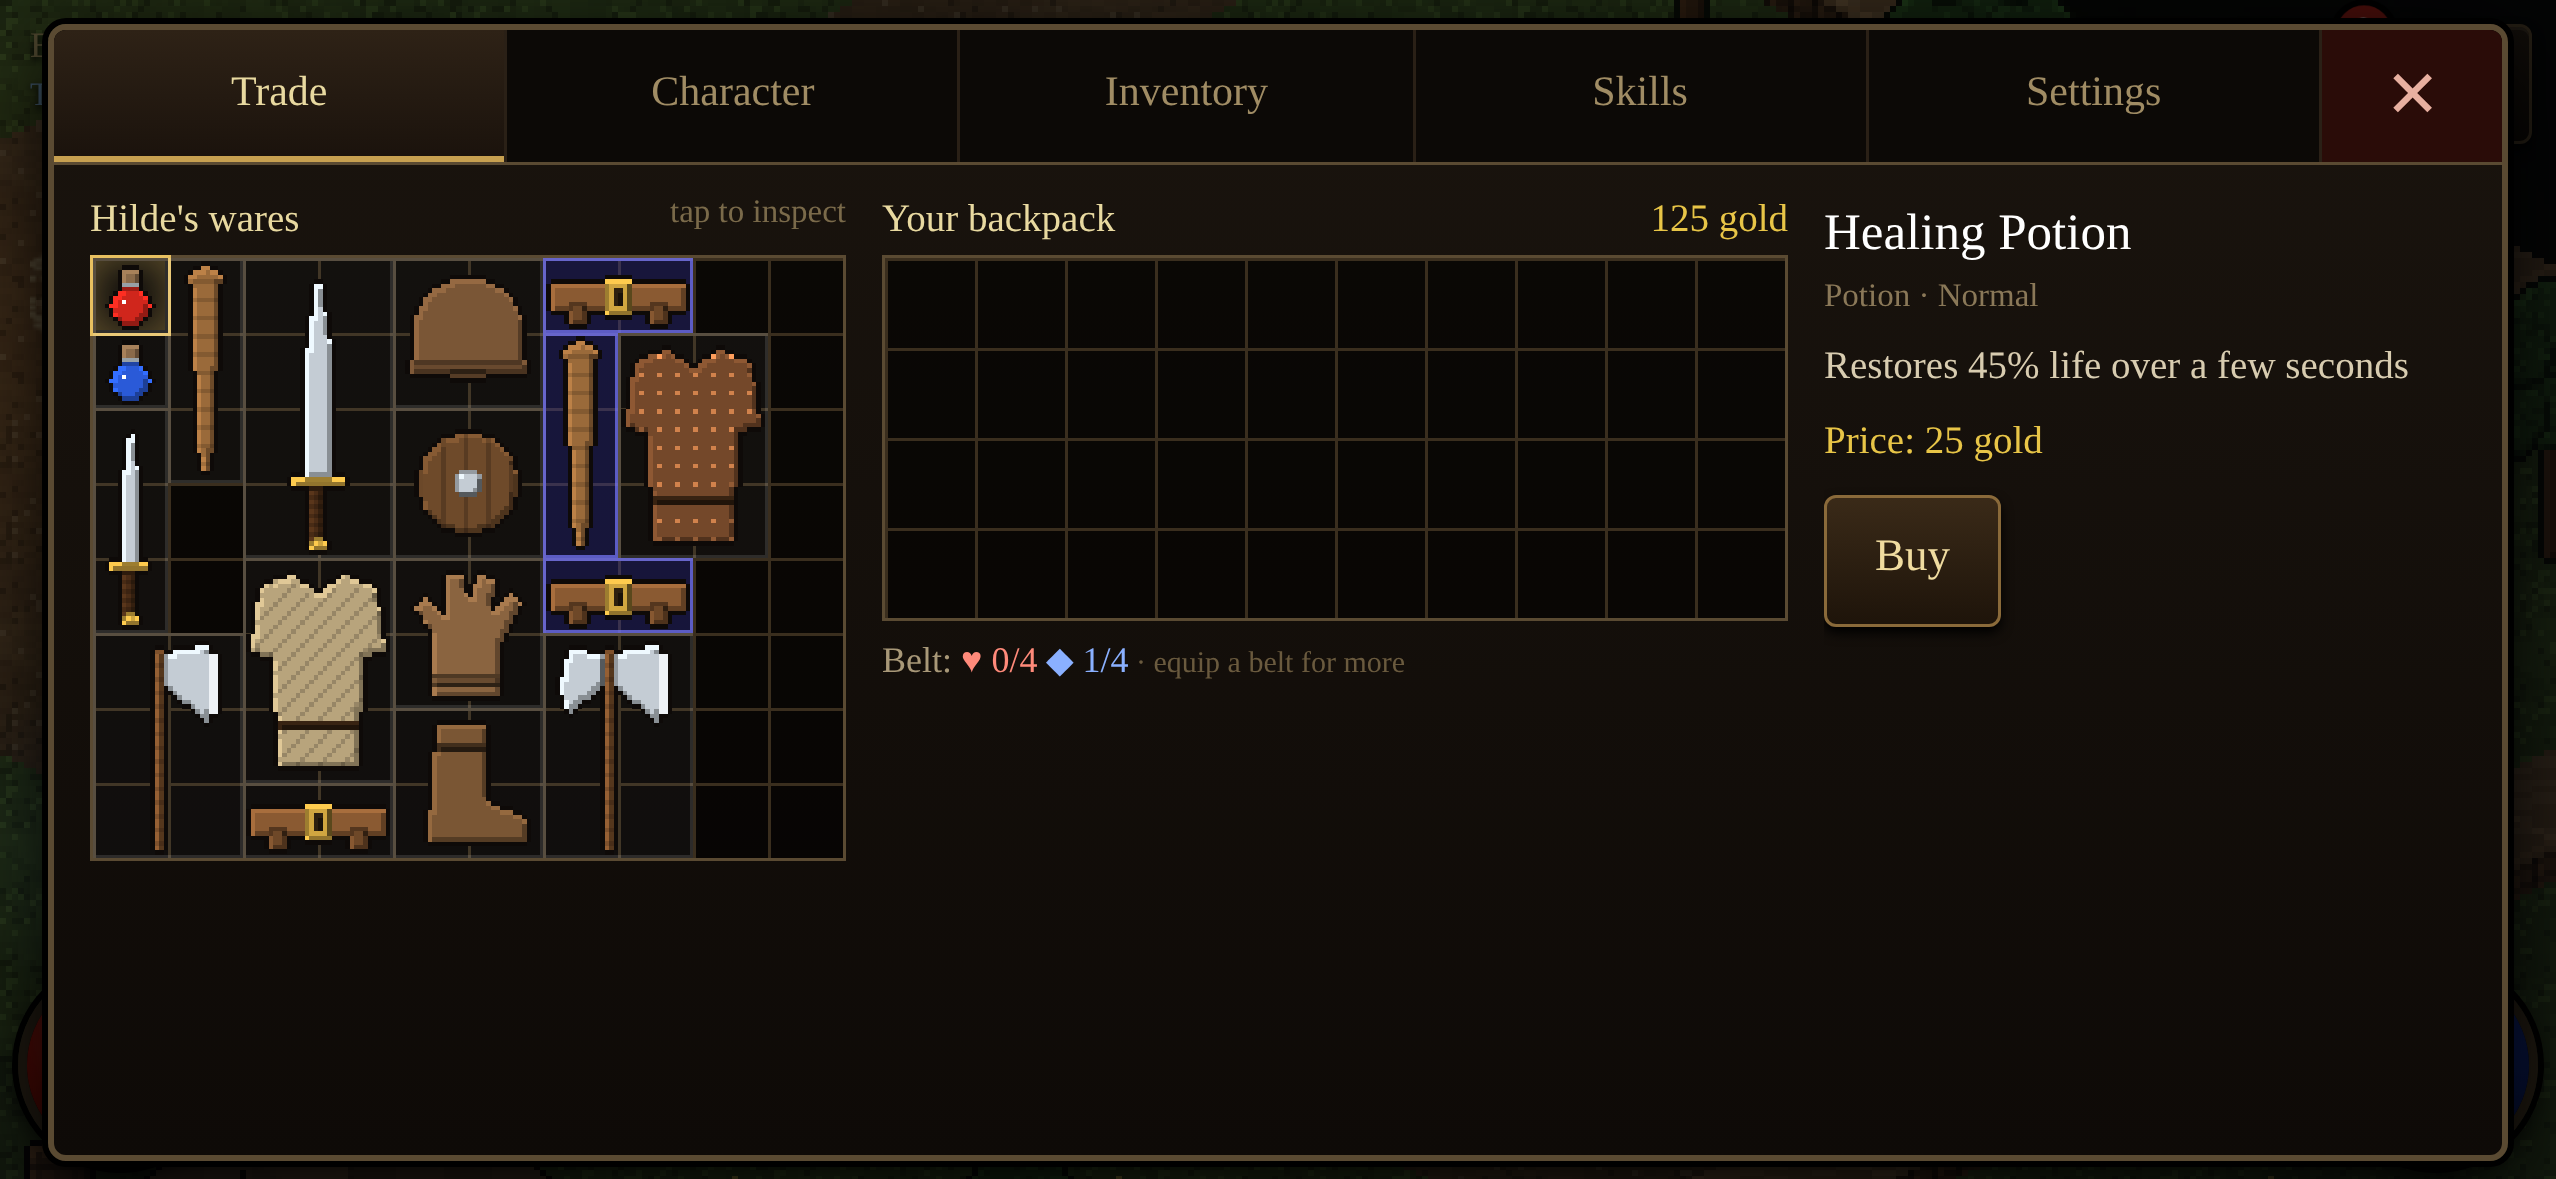 Trade
Character
Inventory
Skills
Settings
✕
Hilde's wares
tap to inspect
Your backpack
125 gold
Belt: ♥ 0/4 ◆ 1/4 · equip a belt for more
Healing Potion
Potion · Normal
Restores 45% life over a few seconds
Price: 25 gold
Buy